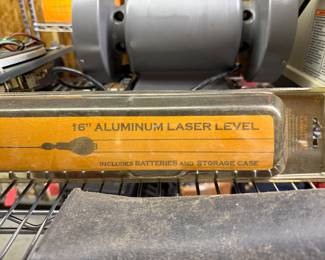 16" ALUMINUM LASER LEVEL
INCLUDES BATTERIES AND STORAGE CASE